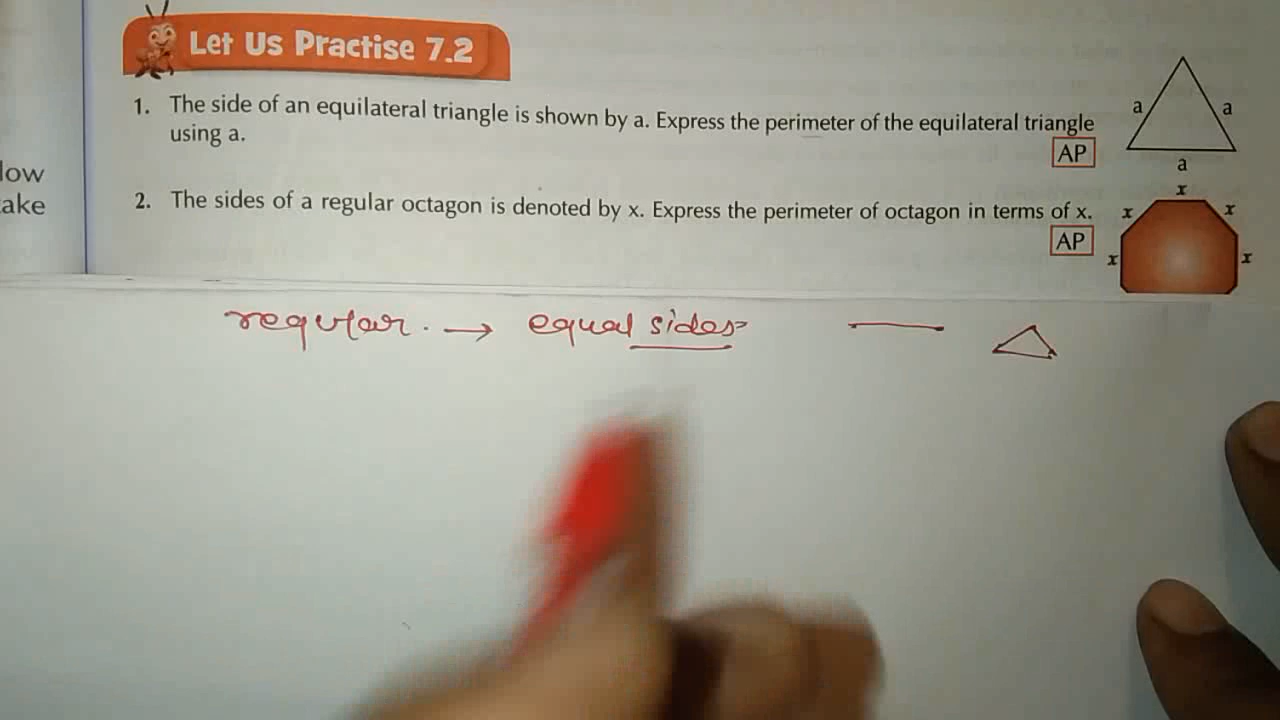 Let Us Practise 7.2
1. The side of an equilateral triangle is shown by a. Express the perimeter of the equilateral triangle
using a.
AP
a
a
a
low
ake
2. The sides of a regular octagon is denoted by x. Express the perimeter of octagon in terms of x.
AP
x
x
x
x
x
regular. → equal sides